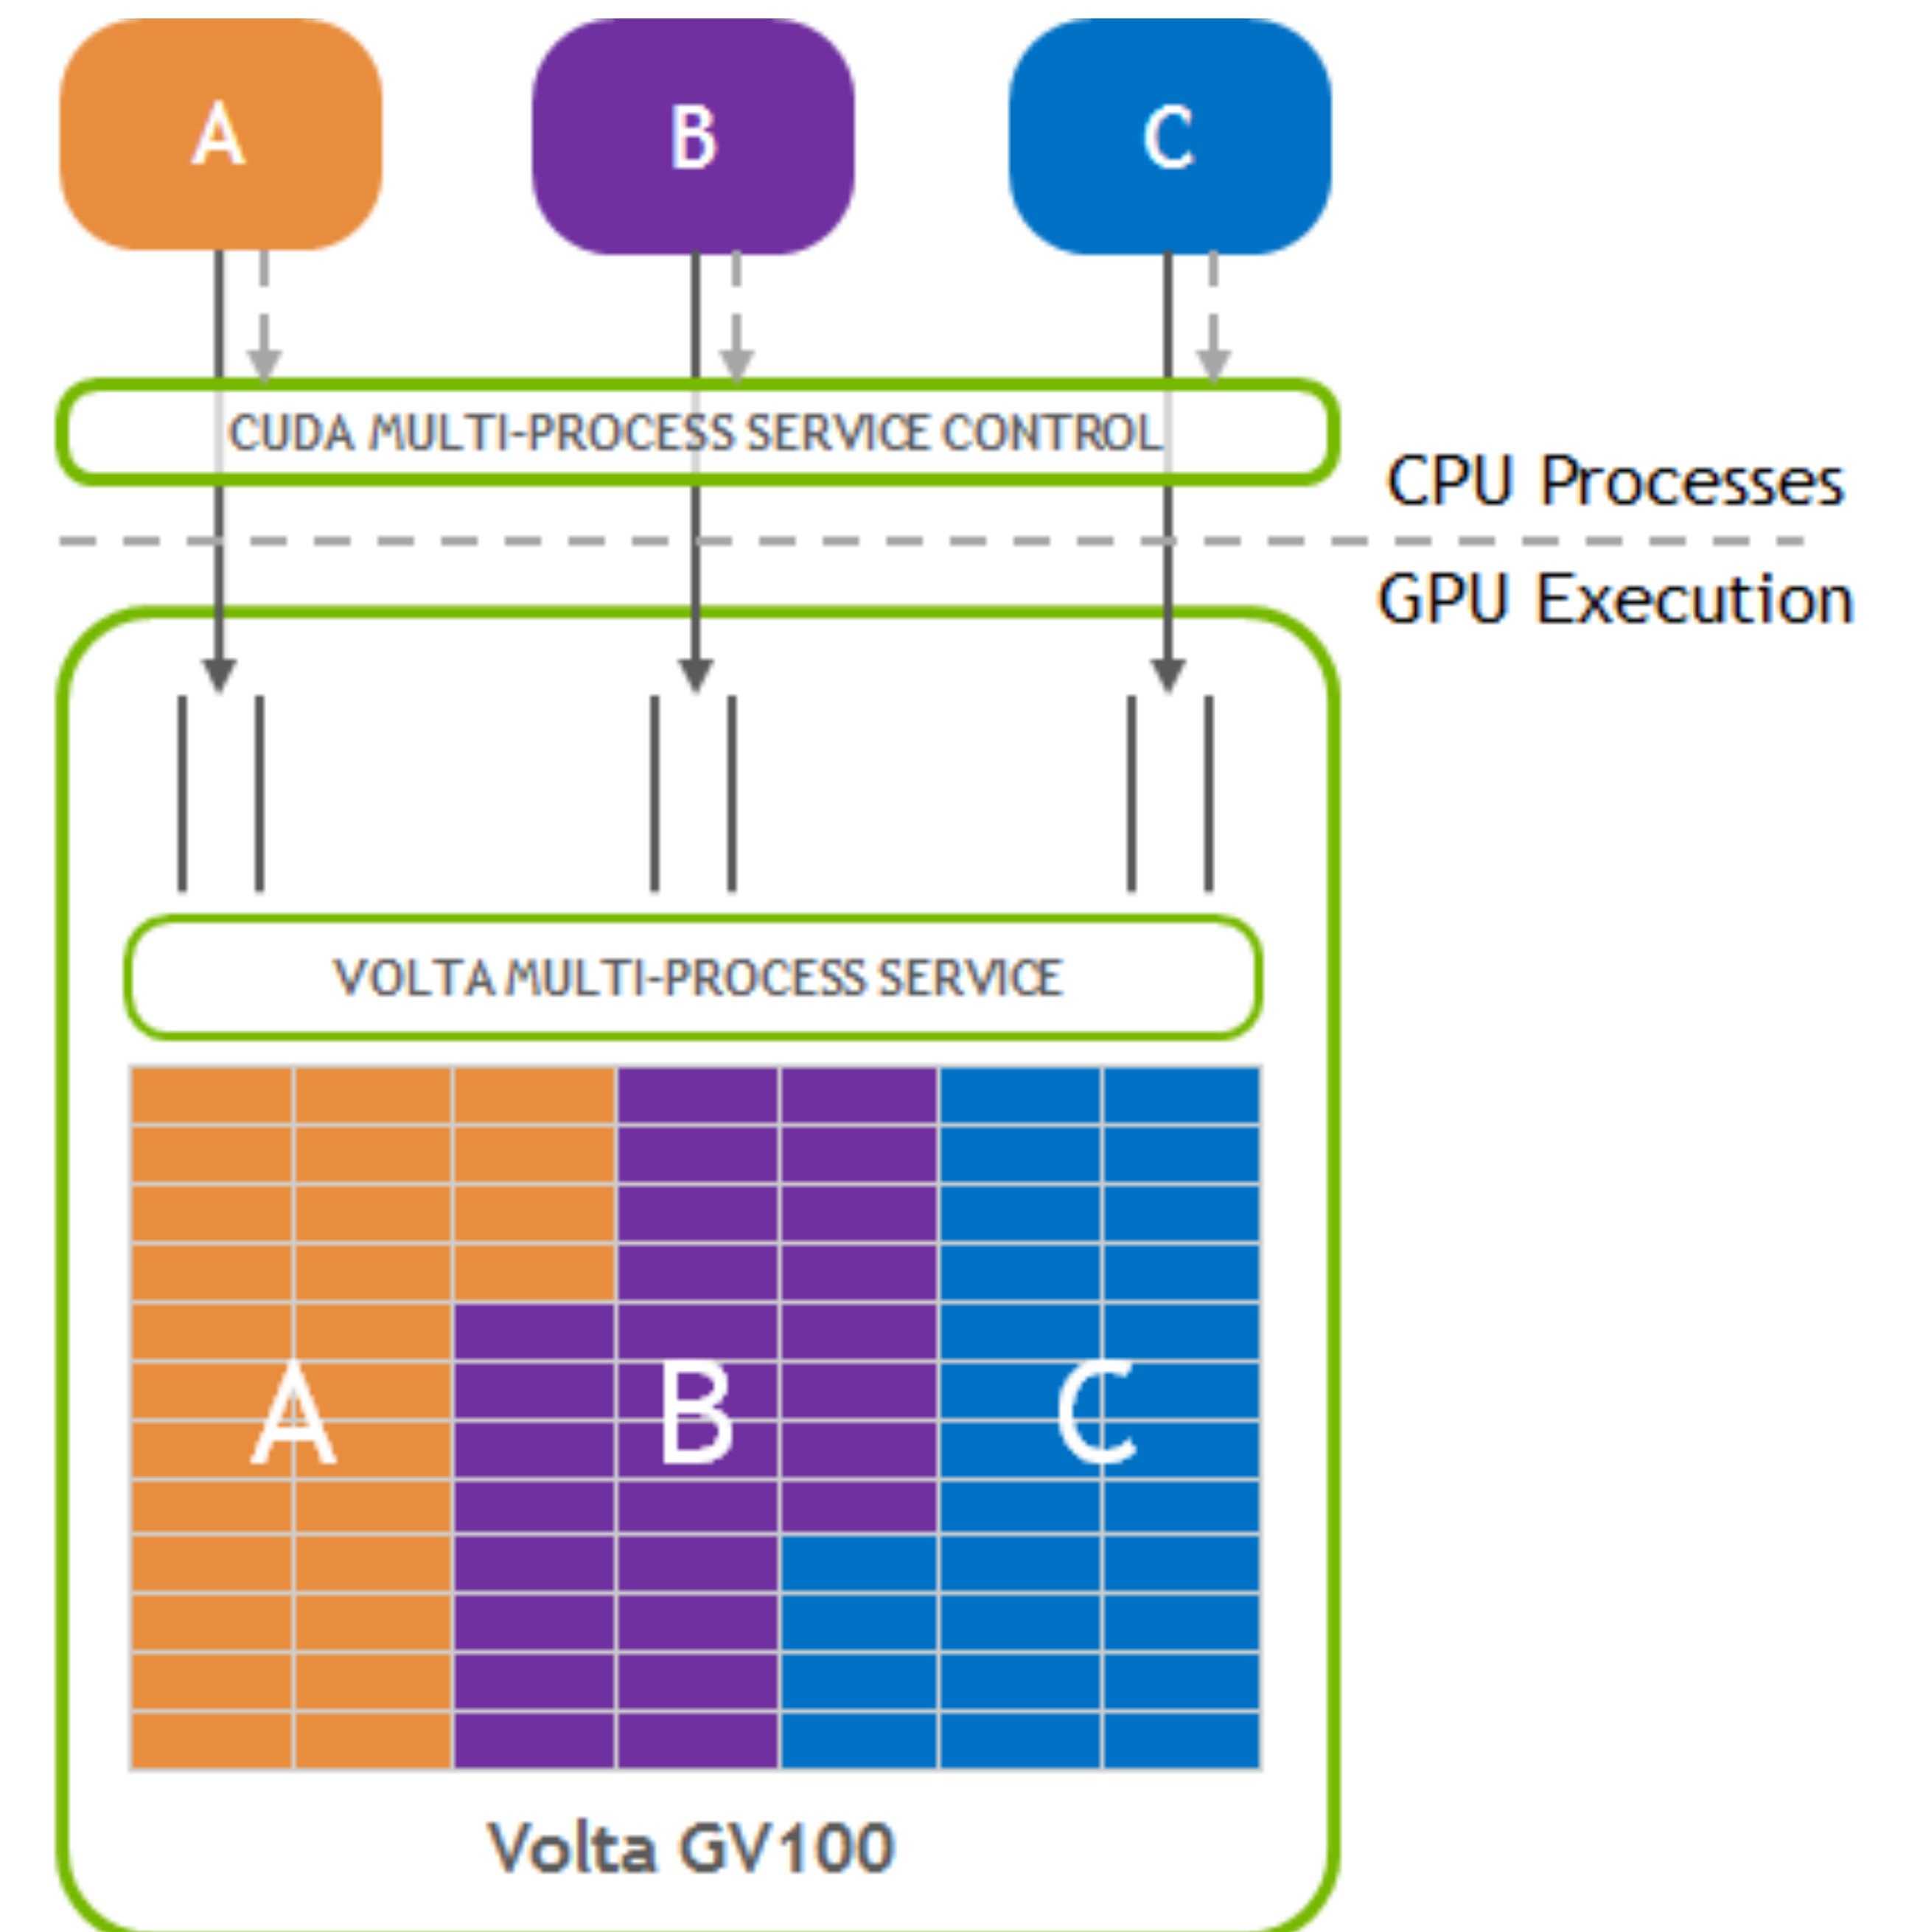 A
B
C
CUDA MULTI-PROCESS SERVICE CONTROL
CPU Processes
GPU Execution
VOLTA MULTI-PROCESS SERVICE
A
B
C
Volta GV100